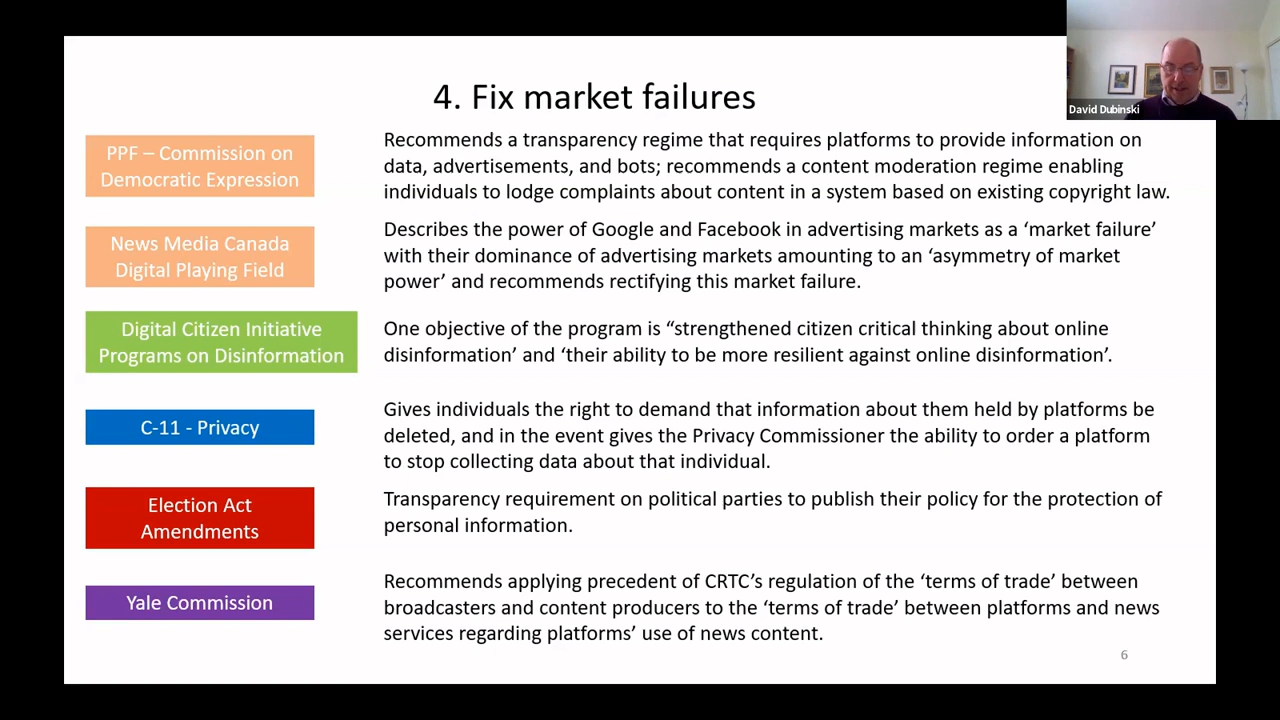 David Dubinski
4. Fix market failures
PPF – Commission on
Democratic Expression
Recommends a transparency regime that requires platforms to provide information on
data, advertisements, and bots; recommends a content moderation regime enabling
individuals to lodge complaints about content in a system based on existing copyright law.
News Media Canada
Digital Playing Field
Describes the power of Google and Facebook in advertising markets as a ‘market failure’
with their dominance of advertising markets amounting to an ‘asymmetry of market
power’ and recommends rectifying this market failure.
Digital Citizen Initiative
Programs on Disinformation
One objective of the program is “strengthened citizen critical thinking about online
disinformation’ and ‘their ability to be more resilient against online disinformation’.
C-11 - Privacy
Gives individuals the right to demand that information about them held by platforms be
deleted, and in the event gives the Privacy Commissioner the ability to order a platform
to stop collecting data about that individual.
Election Act
Amendments
Transparency requirement on political parties to publish their policy for the protection of
personal information.
Yale Commission
Recommends applying precedent of CRTC’s regulation of the ‘terms of trade’ between
broadcasters and content producers to the ‘terms of trade’ between platforms and news
services regarding platforms’ use of news content.
6